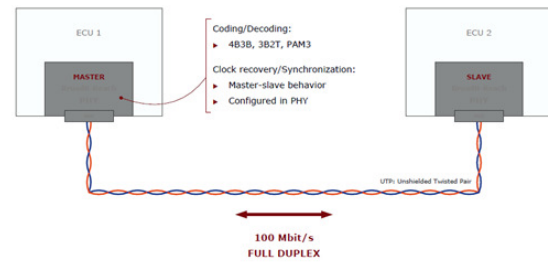 ECU 1
Coding/Decoding:
▸ 4B3B, 3B2T, PAM3
Clock recovery/Synchronization:
▸ Master-slave behavior
▸ Configured in PHY
ECU 2
MASTER
SLAVE
UTP: Unshielded Twisted Pair
100 Mbit/s
FULL DUPLEX